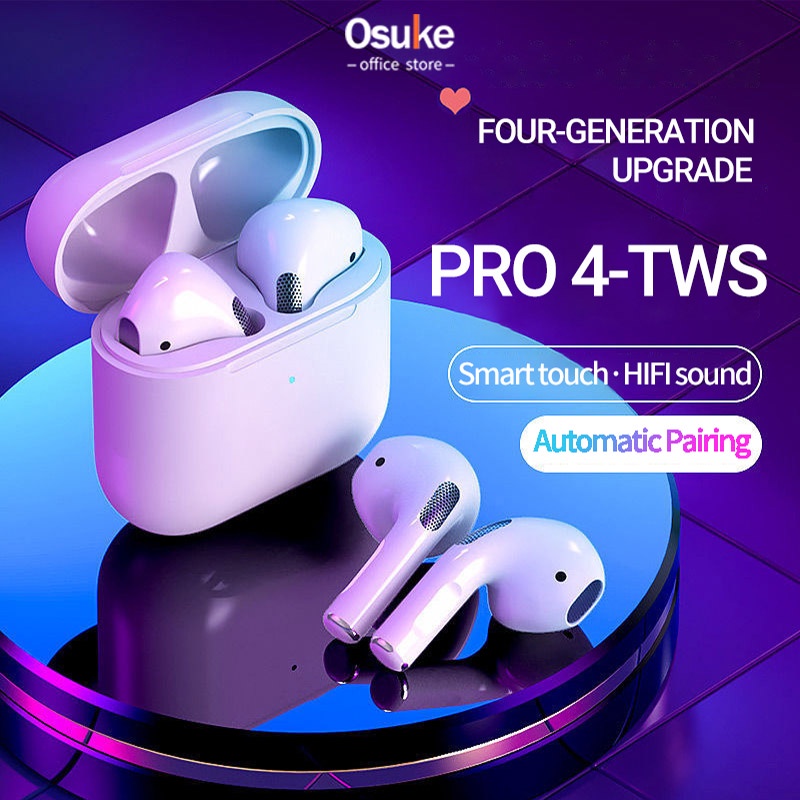 Osuke
– office store –
FOUR-GENERATION
UPGRADE
PRO 4-TWS
Smart touch · HIFI sound
Automatic Pairing